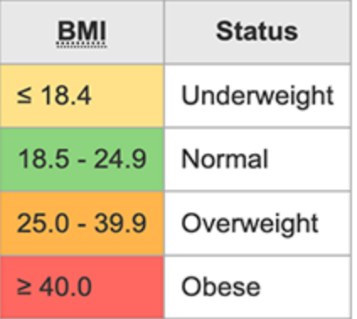 BMI Status
≤ 18.4 Underweight
18.5 - 24.9 Normal
25.0 - 39.9 Overweight
≥ 40.0 Obese